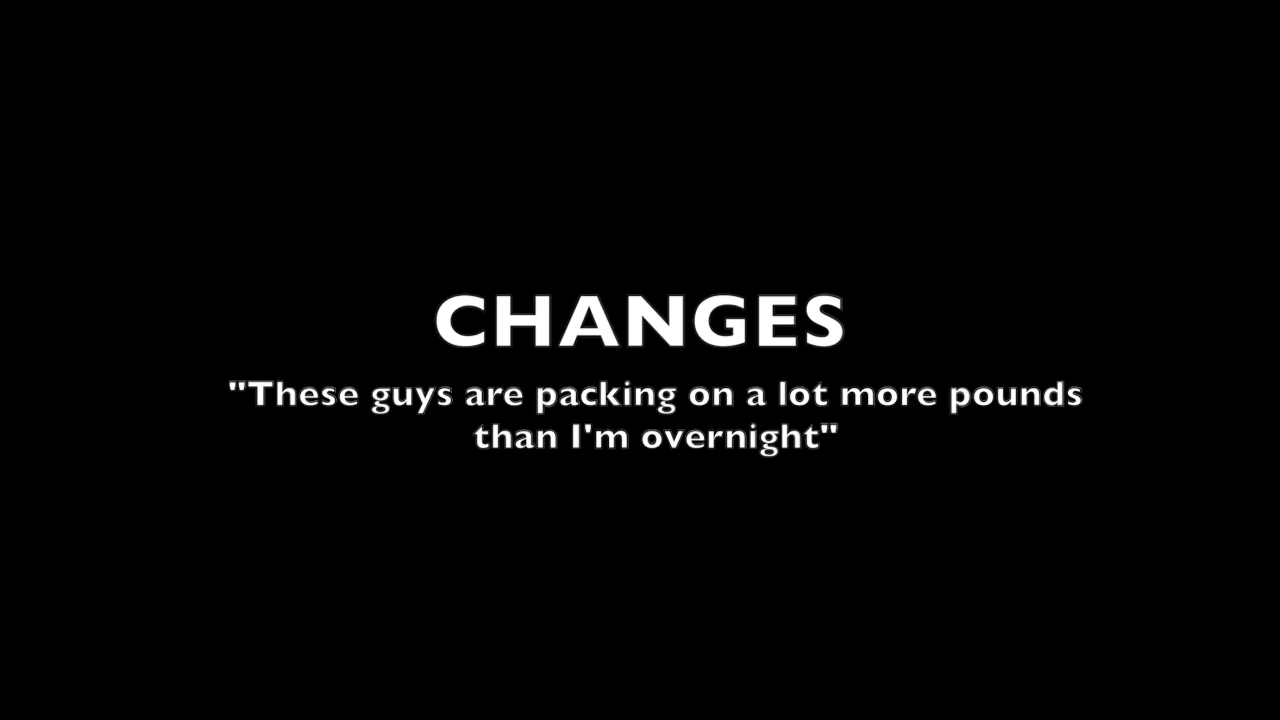 CHANGES
"These guys are packing on a lot more pounds
than I'm overnight"